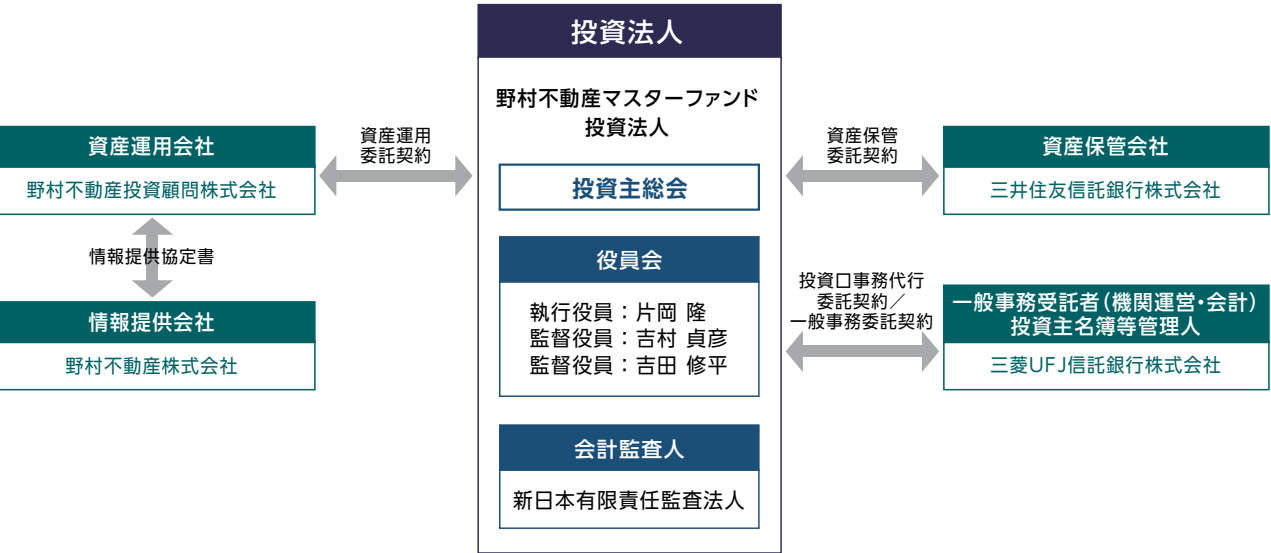 投資法人
野村不動産マスターファンド
投資法人
投資主総会
役員会
執行役員：片岡 隆
監督役員：吉村 貞彦
監督役員：吉田 修平
会計監査人
新日本有限責任監査法人
資産運用
委託契約
資産運用会社
野村不動産投資顧問株式会社
情報提供協定書
情報提供会社
野村不動産株式会社
資産保管
委託契約
資産保管会社
三井住友信託銀行株式会社
投資口事務代行
委託契約／
一般事務委託契約
一般事務受託者（機関運営・会計）
投資主名簿等管理人
三菱UFJ信託銀行株式会社